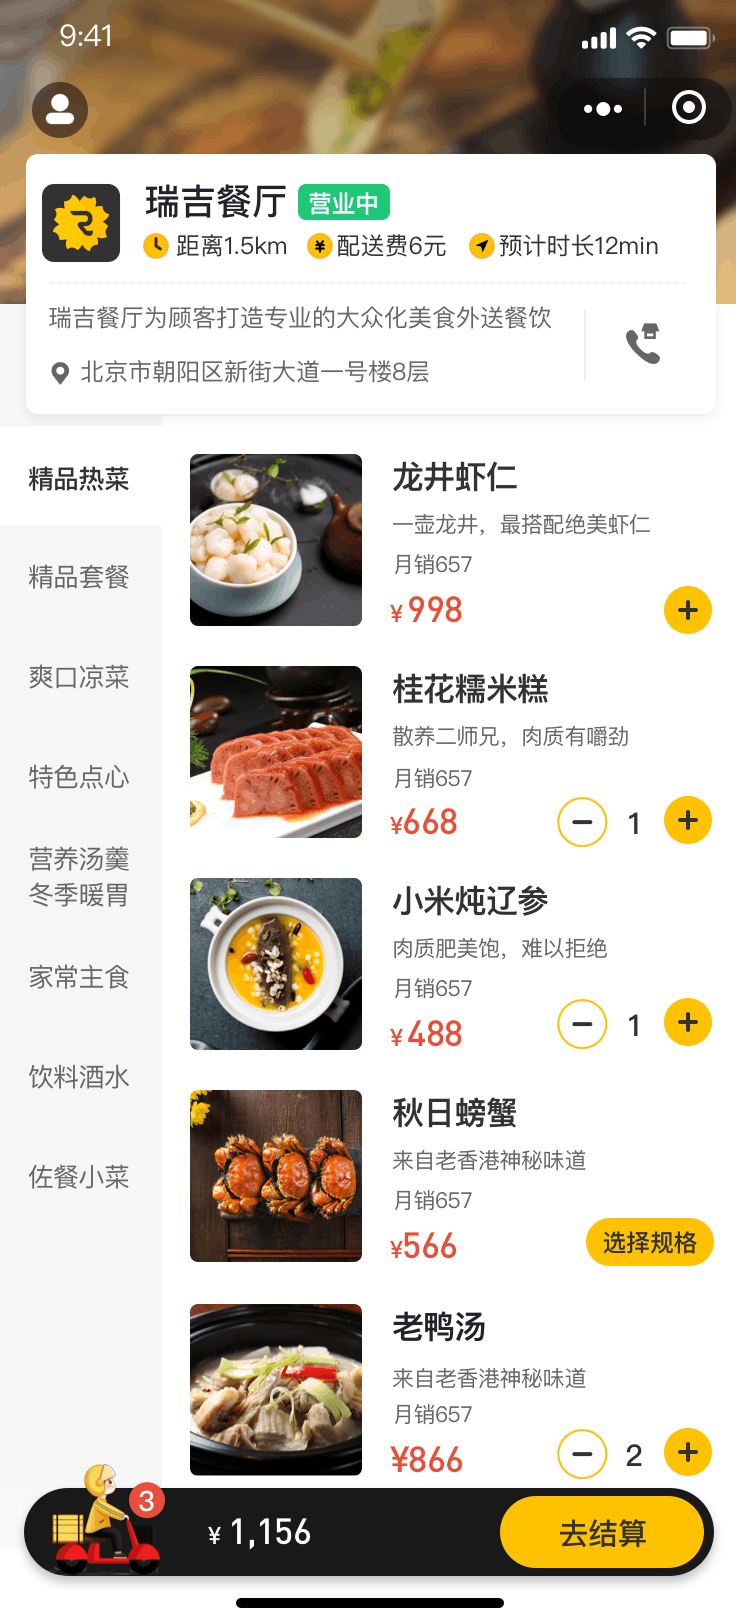 9:41
瑞吉餐厅 营业中
距离1.5km ¥ 配送费6元 预计时长12min
瑞吉餐厅为顾客打造专业的大众化美食外送餐饮
北京市朝阳区新街大道一号楼8层
精品热菜
精品套餐
爽口凉菜
特色点心
营养汤羹
冬季暖胃
家常主食
饮料酒水
佐餐小菜
龙井虾仁
一壶龙井，最搭配绝美虾仁
月销657
¥ 998
桂花糯米糕
散养二师兄，肉质有嚼劲
月销657
¥668
1
小米炖辽参
肉质肥美饱，难以拒绝
月销657
¥ 488
1
秋日螃蟹
来自老香港神秘味道
月销657
¥566
选择规格
老鸭汤
来自老香港神秘味道
月销657
¥866
2
3
¥ 1,156
去结算